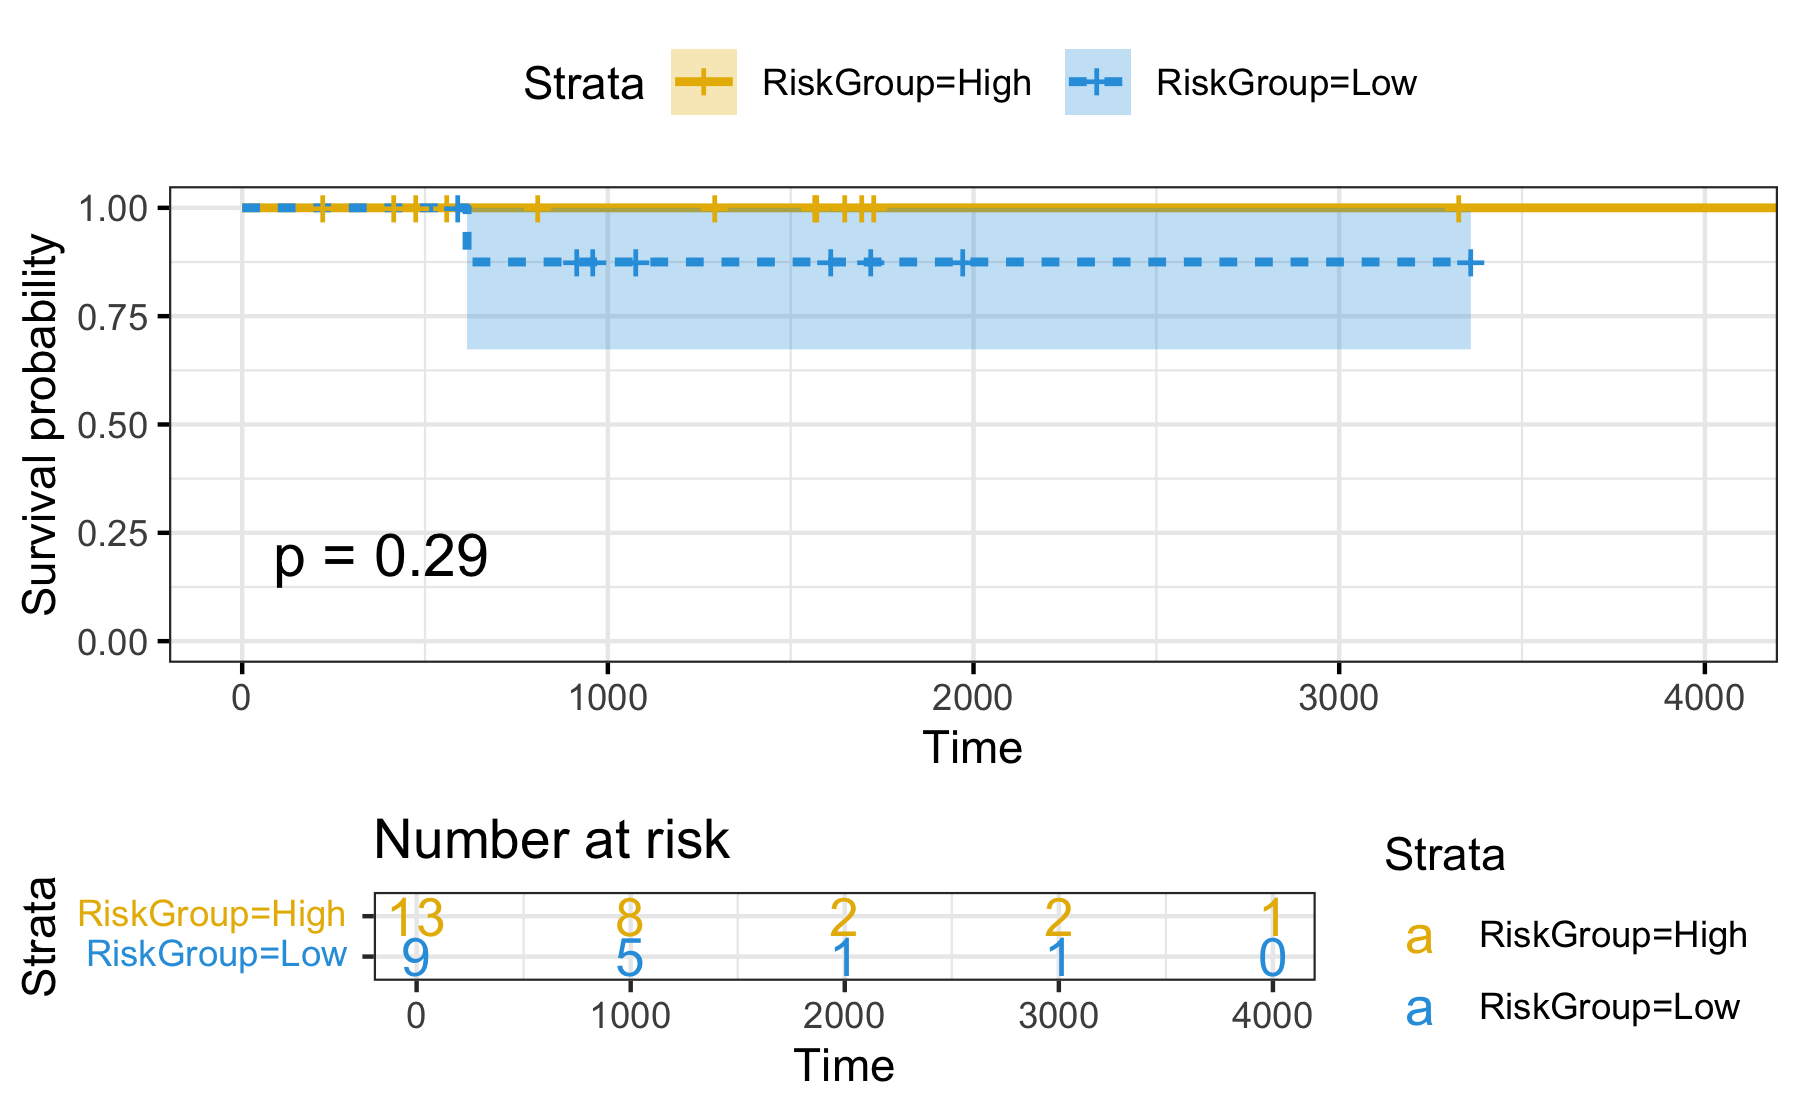 Strata RiskGroup=High RiskGroup=Low
1.00
0.75
0.50
0.25
0.00
Survival probability
p = 0.29
0 1000 2000 3000 4000
Time
Number at risk
Strata
RiskGroup=High 13 8 2 2 1
RiskGroup=Low 9 5 1 1 0
0 1000 2000 3000 4000
Time
Strata
a RiskGroup=High
a RiskGroup=Low